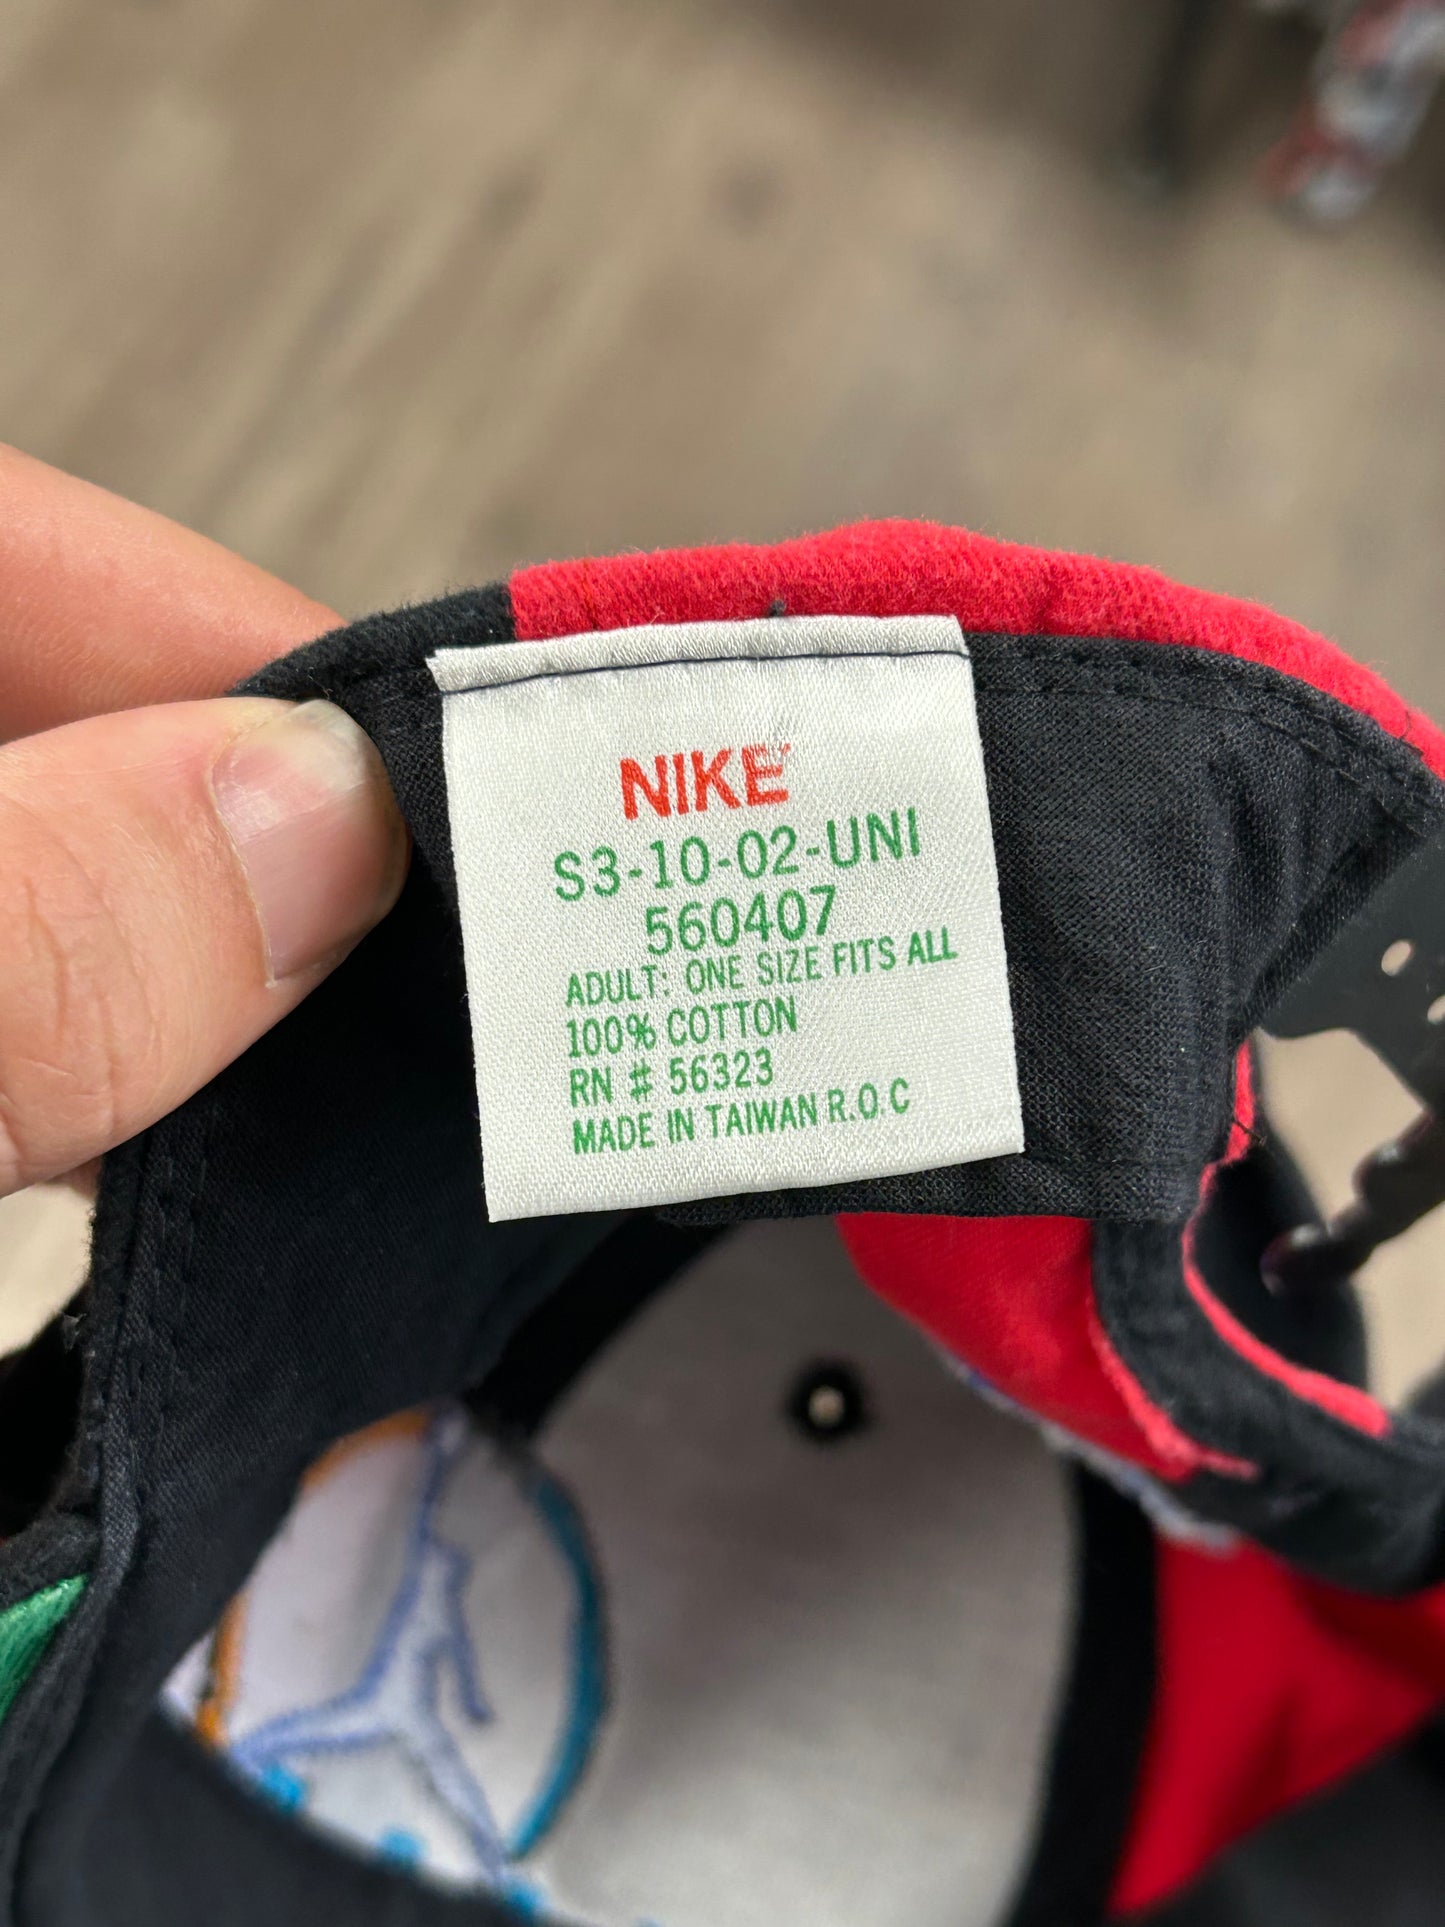 NIKE
S3-10-02-UNI
560407
ADULT: ONE SIZE FITS ALL
100% COTTON
RN # 56323
MADE IN TAIWAN R.O.C